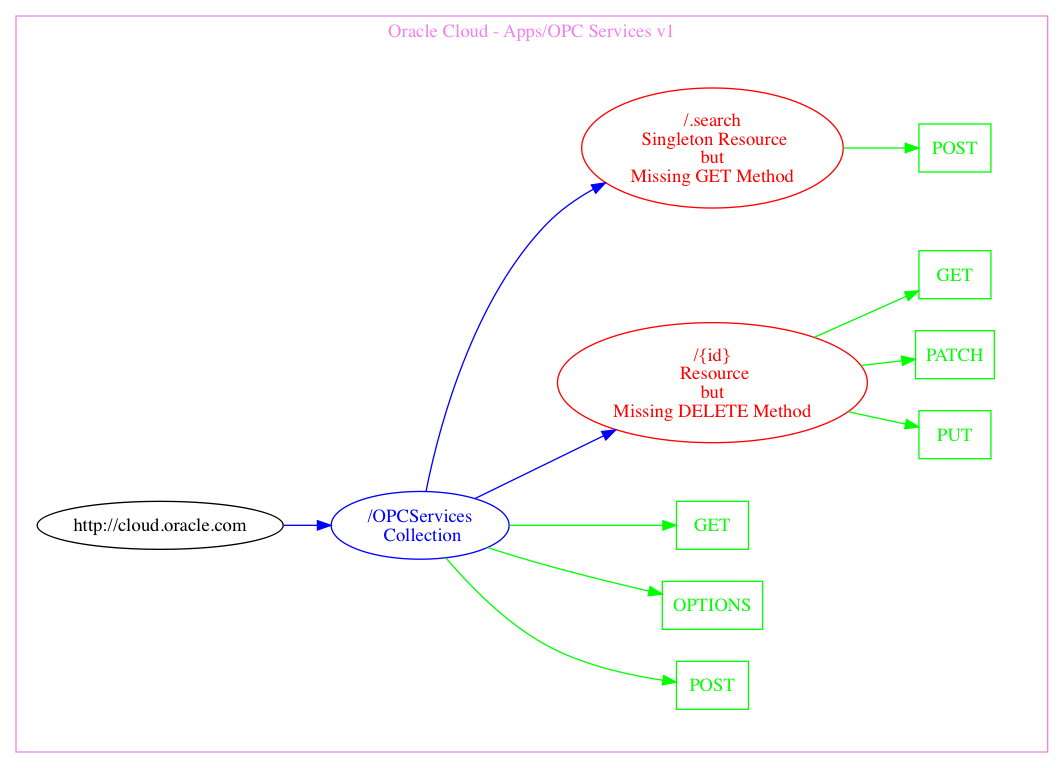 Oracle Cloud - Apps/OPC Services v1
/.search
Singleton Resource
but
Missing GET Method
POST
GET
/{id}
Resource
but
Missing DELETE Method
PATCH
PUT
http://cloud.oracle.com
/OPCServices
Collection
GET
OPTIONS
POST